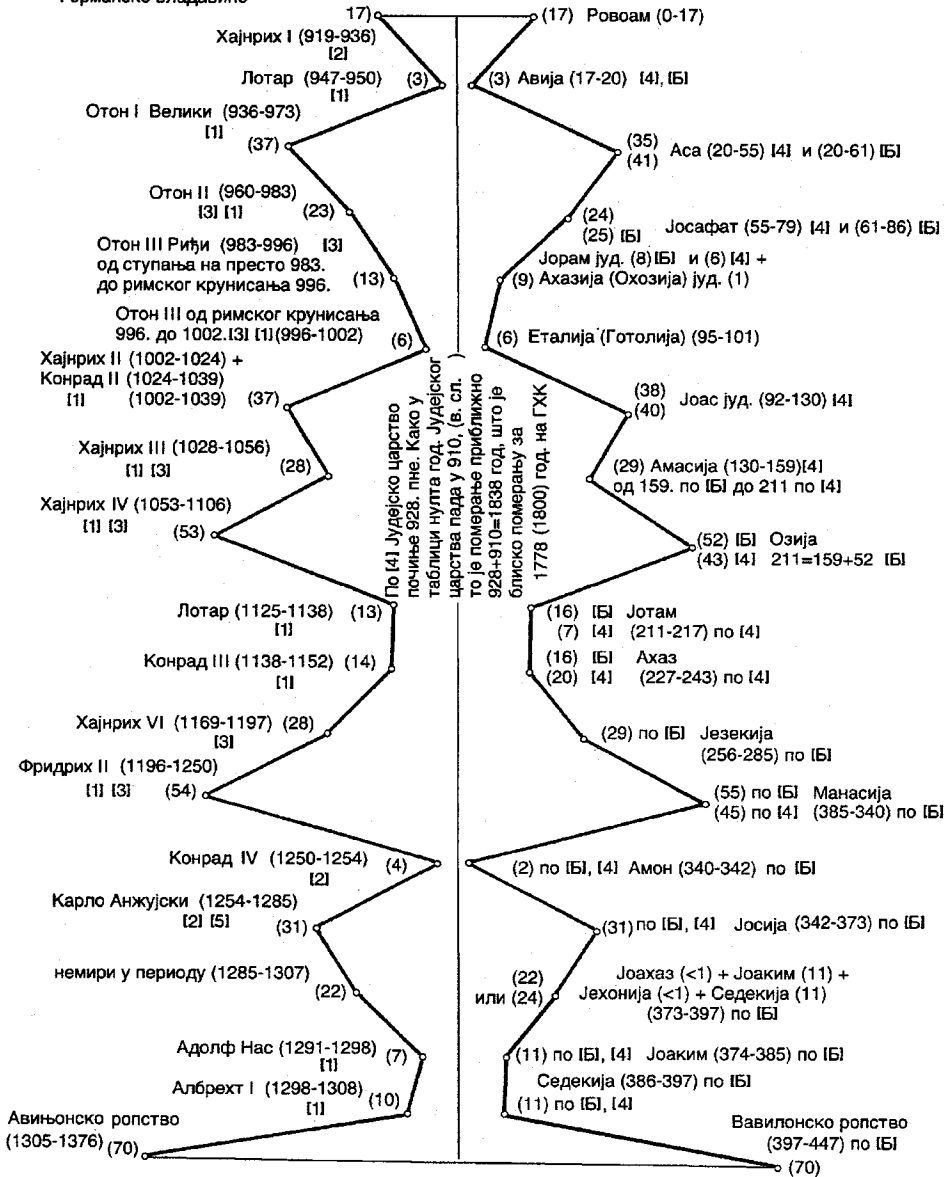 Германско владавине
17) (17) Ровоам (0-17)
Хајнрих I (919-936)
[2]
Лотар (947-950) (3) (3) Авија (17-20) [4], [Б]
[1]
Отон I Велики (936-973)
[1] (37)
(35)
(41) Аса (20-55) [4] и (20-61) [Б]
Отон II (960-983)
[3] [1] (23)
(24)
(25) [Б] Јосафат (55-79) [4] и (61-86) [Б]
Отон III Риђи (983-996) [3]
од ступања на престо 983.
до римског крунисања 996. (13)
Јорам јуд. (8)[Б] и (6) [4] +
(9) Ахазија (Охозија) јуд. (1)
Отон III од римског крунисања
996. до 1002.[3] [1](996-1002) (6)
(6) Еталија (Готолија) (95-101)
Хајнрих II (1002-1024) +
Конрад II (1024-1039)
[1] (1002-1039) (37)
(38)
(40) Јоас јуд. (92-130) [4]
Хајнрих III (1028-1056)
[1] [3] (28)
(29) Амасија (130-159)[4]
од 159. по [Б] до 211 по [4]
Хајнрих IV (1053-1106)
[1] [3] (53)
(52) [Б] Озија
(43) [4] 211=159+52 [Б]
По [4] Јудејско царство
почиње 928. пне. Како у
таблици нулта год. Јудејског
царства пада у 910, (в. сл. )
то је померање приближно
928+910=1838 год, што је
блиско померању за
1778 (1800) год. на ГХК
Лотар (1125-1138) (13)
[1]
(16) [Б] Јотам
(7) [4] (211-217) по [4]
Конрад III (1138-1152) (14)
[1]
(16) [Б] Ахаз
(20) [4] (227-243) по [4]
Хајнрих VI (1169-1197) (28)
[3]
(29) по [Б] Језекија
(256-285) по [Б]
Фридрих II (1196-1250)
[1] [3] (54)
(55) по [Б] Манасија
(45) по [4] (385-340) по [Б]
Конрад IV (1250-1254) (4)
[2]
(2) по [Б], [4] Амон (340-342) по [Б]
Карло Анжујски (1254-1285)
[2] [5] (31)
(31) по [Б], [4] Јосија (342-373) по [Б]
немири у периоду (1285-1307)
(22)
(22
или (24) Јоахаз (<1) + Јоаким (11) +
Јехонија (<1) + Седекија (11)
(373-397) по [Б]
Адолф Нас (1291-1298) (7)
[1]
(11) по [Б], [4] Јоаким (374-385) по [Б]
Албрехт I (1298-1308)
[1] (10)
Седекија (386-397) по [Б]
(11) по [Б], [4]
Авињонско ропство
(1305-1376) (70)
Вавилонско ропство
(397-447) по [Б]
(70)